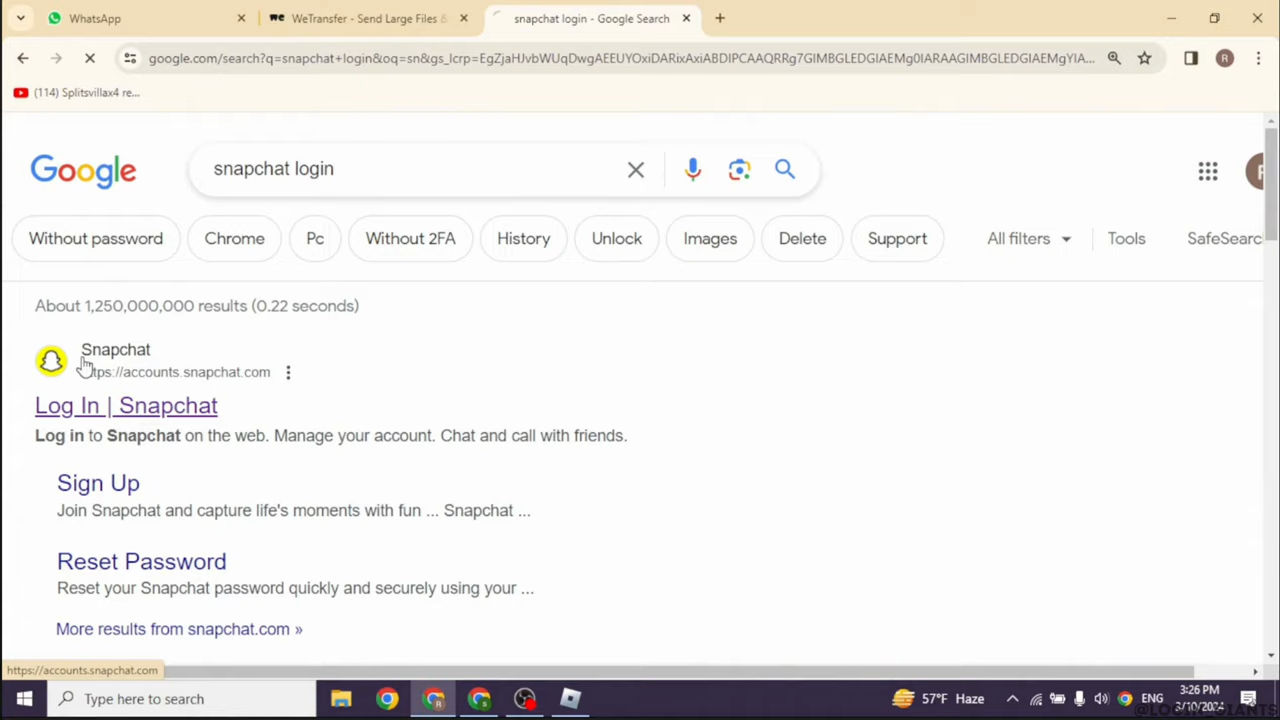 WhatsApp
WeTransfer - Send Large Files &
snapchat login - Google Search
google.com/search?q=snapchat+login&oq=sn&gs_lcrp=EgZjaHJvbWUqDwgAEEUYOxiDARixAxiABDIPCAAQRRg7GIMBGLEDGIAEMg0IARAAGIMBGLEDGIAEMgYIA...
R
(114) Splitsvillax4 re...
Google
snapchat login
Without password
Chrome
Pc
Without 2FA
History
Unlock
Images
Delete
Support
All filters
Tools
SafeSearc
About 1,250,000,000 results (0.22 seconds)
Snapchat
tps://accounts.snapchat.com
Log In | Snapchat
Log in to Snapchat on the web. Manage your account. Chat and call with friends.
Sign Up
Join Snapchat and capture life's moments with fun ... Snapchat ...
Reset Password
Reset your Snapchat password quickly and securely using your ...
More results from snapchat.com »
https://accounts.snapchat.com
Type here to search
57°F Haze
ENG
3:26 PM
3/10/2024